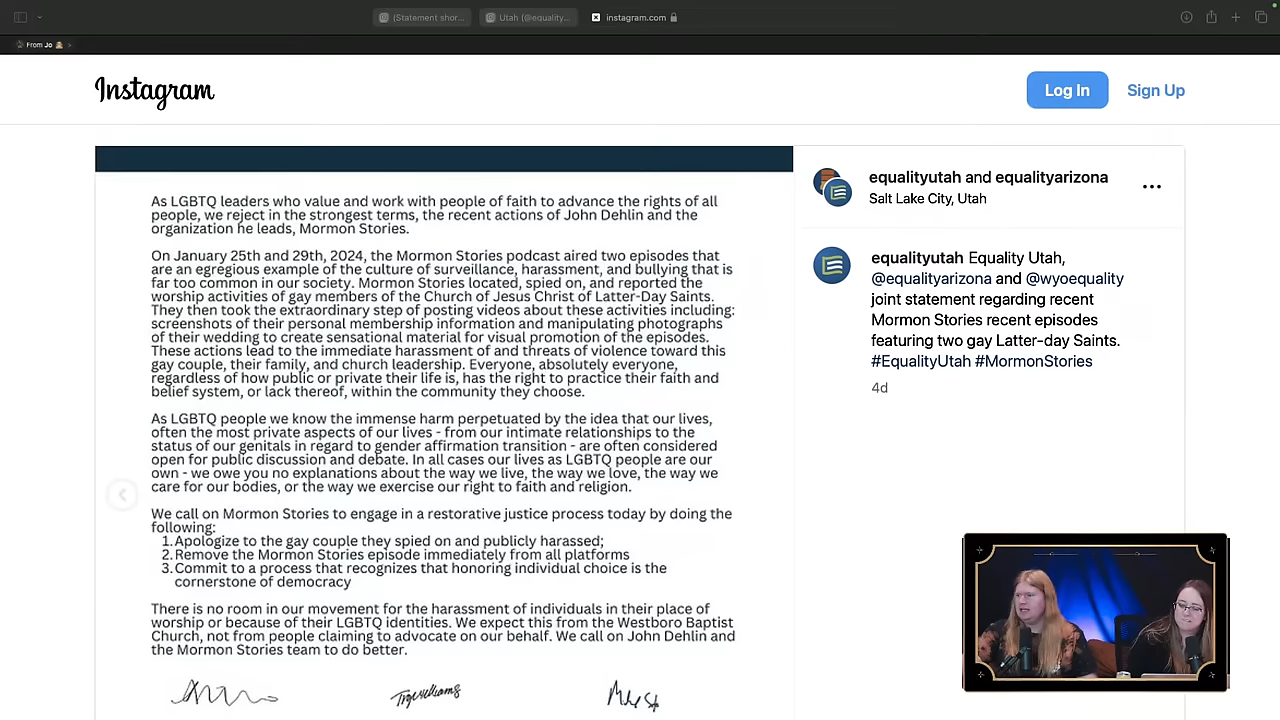 (Statement shor...
Utah (@equality...
instagram.com
From Jo
Instagram
Log In
Sign Up
As LGBTQ leaders who value and work with people of faith to advance the rights of all
people, we reject in the strongest terms, the recent actions of John Dehlin and the
organization he leads, Mormon Stories.
On January 25th and 29th, 2024, the Mormon Stories podcast aired two episodes that
are an egregious example of the culture of surveillance, harassment, and bullying that is
far too common in our society. Mormon Stories located, spied on, and reported the
worship activities of gay members of the Church of Jesus Christ of Latter-Day Saints.
They then took the extraordinary step of posting videos about these activities including:
screenshots of their personal membership information and manipulating photographs
of their wedding to create sensational material for visual promotion of the episodes.
These actions lead to the immediate harassment of and threats of violence toward this
gay couple, their family, and church leadership. Everyone, absolutely everyone,
regardless of how public or private their life is, has the right to practice their faith and
belief system, or lack thereof, within the community they choose.
As LGBTQ people we know the immense harm perpetuated by the idea that our lives,
often the most private aspects of our lives - from our intimate relationships to the
status of our genitals in regard to gender affirmation transition - are often considered
open for public discussion and debate. In all cases our lives as LGBTQ people are our
own - we owe you no explanations about the way we live, the way we love, the way we
care for our bodies, or the way we exercise our right to faith and religion.
We call on Mormon Stories to engage in a restorative justice process today by doing the
following:
1. Apologize to the gay couple they spied on and publicly harassed;
2. Remove the Mormon Stories episode immediately from all platforms
3. Commit to a process that recognizes that honoring individual choice is the
cornerstone of democracy
There is no room in our movement for the harassment of individuals in their place of
worship or because of their LGBTQ identities. We expect this from the Westboro Baptist
Church, not from people claiming to advocate on our behalf. We call on John Dehlin and
the Mormon Stories team to do better.
equalityutah and equalityarizona
Salt Lake City, Utah
equalityutah Equality Utah,
@equalityarizona and @wyoequality
joint statement regarding recent
Mormon Stories recent episodes
featuring two gay Latter-day Saints.
#EqualityUtah #MormonStories
4d